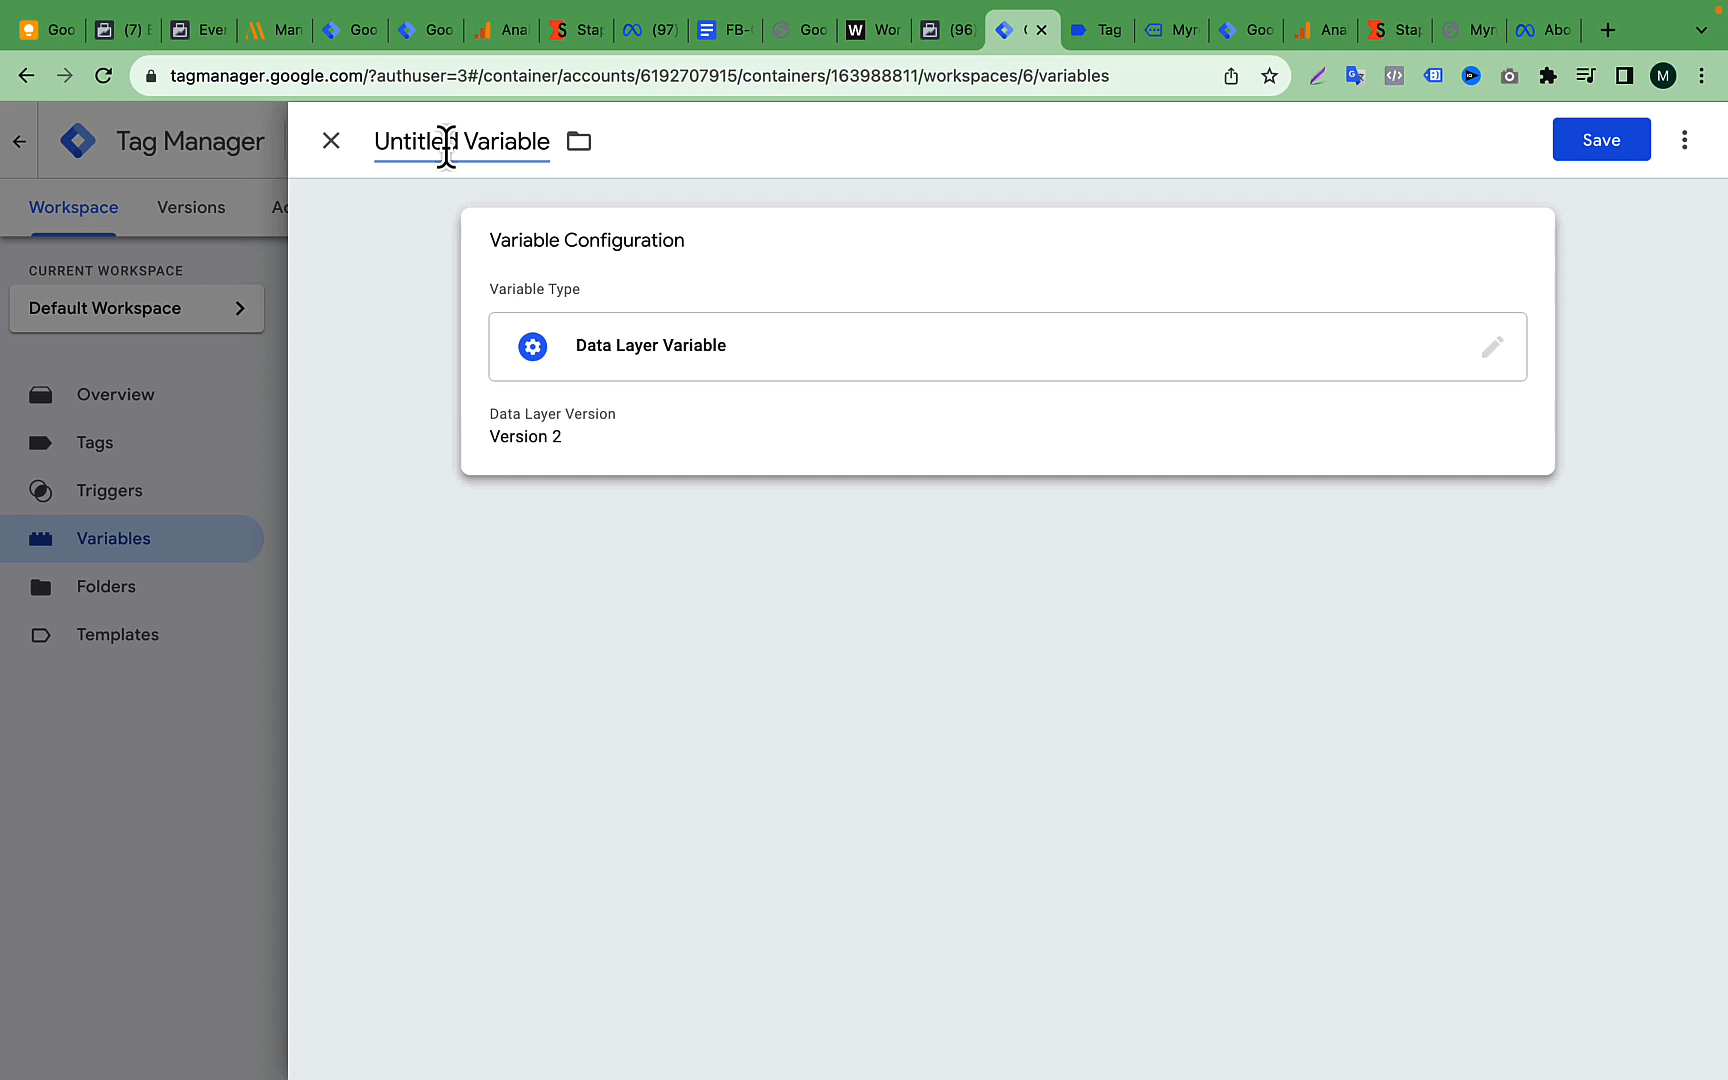 Goo
(7) E
Ever
Man
Goo
Goo
Anal
Stap
(97)
FB-
Goo
Wor
(96)
Tag
Myr
Goo
Ana
Stap
Myr
Abo
tagmanager.google.com/?authuser=3#/container/accounts/6192707915/containers/163988811/workspaces/6/variables
M
Tag Manager
Untitled Variable
Save
Workspace
Versions
Ad
CURRENT WORKSPACE
Default Workspace
Overview
Tags
Triggers
Variables
Folders
Templates
Variable Configuration
Variable Type
Data Layer Variable
Data Layer Version
Version 2